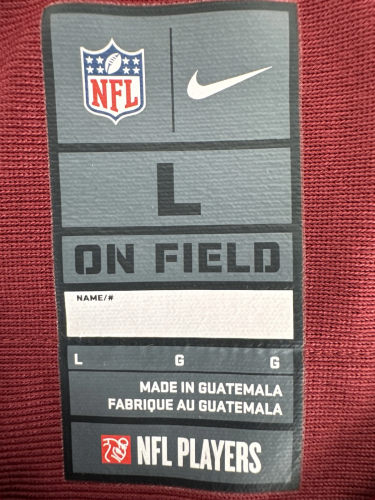 NFL
L
ON FIELD
NAME/#
L G G
MADE IN GUATEMALA
FABRIQUE AU GUATEMALA
NFL PLAYERS